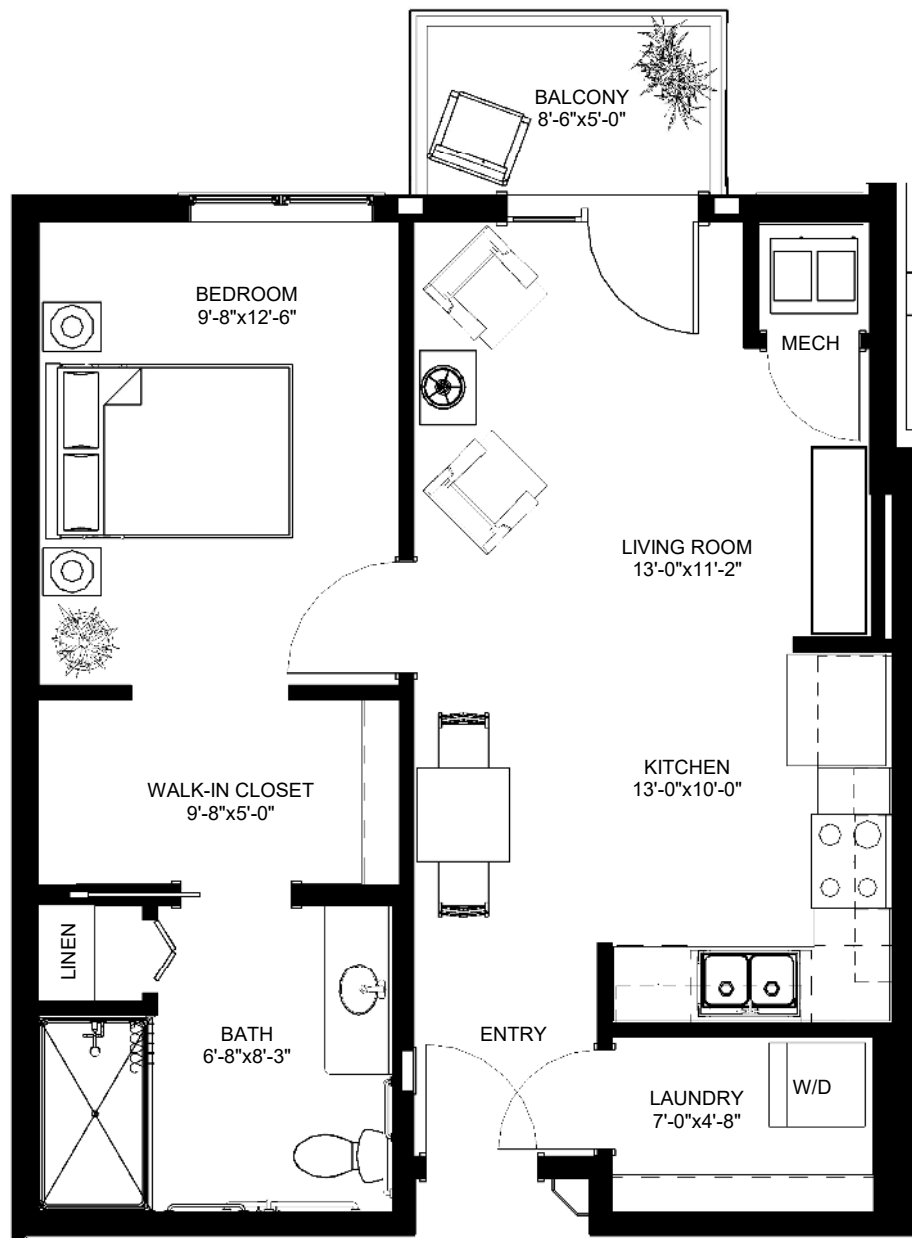 BALCONY
8'-6"x5'-0"
BEDROOM
9'-8"x12'-6"
MECH
LIVING ROOM
13'-0"x11'-2"
KITCHEN
13'-0"x10'-0"
WALK-IN CLOSET
9'-8"x5'-0"
LINEN
BATH
6'-8"x8'-3"
ENTRY
LAUNDRY
7'-0"x4'-8"
W/D